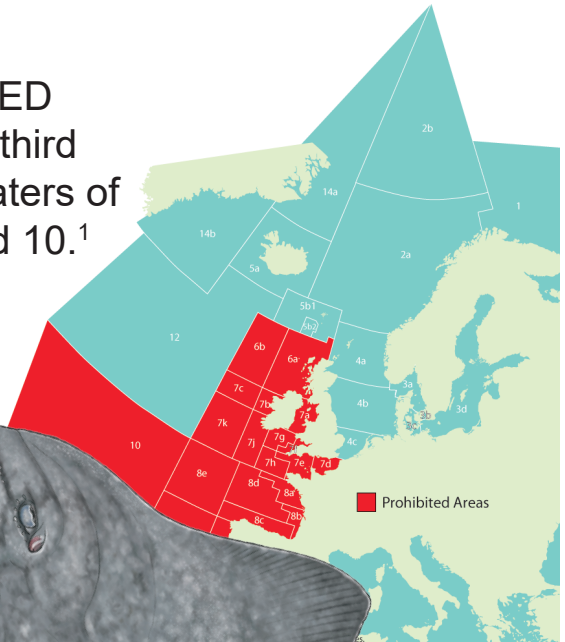 ED
third
aters of
d 10.1
2b
1
14a
14b
2a
5a
5b1
5b2
12
4a
6b
6a
3a
7c
4b
3b
3d
7b
7a
3c
10
7k
7g
4c
7j
7h
7e
7d
8e
8d
8a
8b
8c
Prohibited Areas